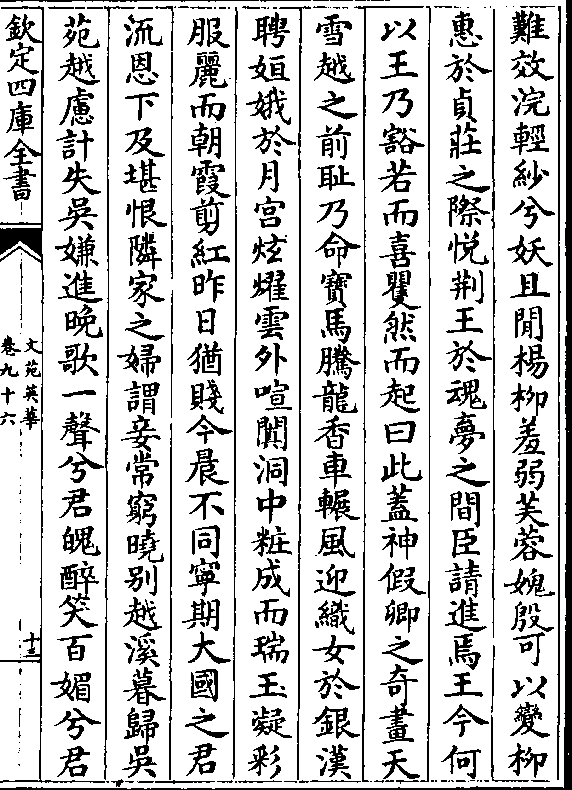 難效浣輕紗兮妖且閒楊柳羞弱芙蓉媿殷可以變柳
惠於貞莊之際悅荆王於魂夢之間臣請進焉王今何
以王乃豁若而喜瞿然而起曰此蓋神假卿之奇畫天
雪越之前耻乃命寶馬騰龍香車輾風迎織女於銀漢
聘姮娥於月宮炫燿雲外喧闐洞中粧成而瑞玉凝彩
服麗而朝霞剪紅昨日猶賤今晨不同寧期大國之君
流恩下及堪恨隣家之婦謂妾常窮曉别越溪暮歸吳
苑越慮計失吳嫌進晚歌一聲兮君魄醉笑百媚兮君
欽定四庫全書
文苑英華
卷九十六
十三